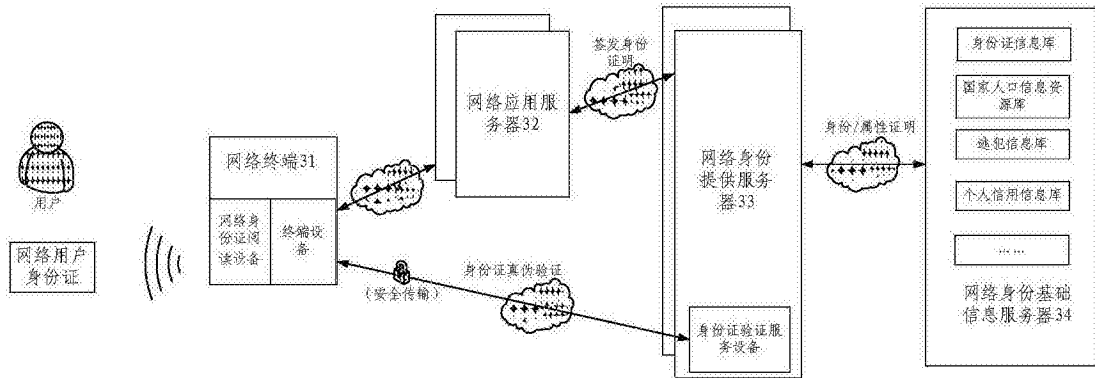 用户
网络用户
身份证
网络终端31
网络身
份证阅
读设备
终端设
备
网络应用服
务器32
签发身份
证明
(安全传输)
身份证真伪验证
网络身份
提供服务
器33
身份证验证服
务设备
身份/属性证明
身份证信息库
国家人口信息资
源库
逃犯信息库
个人信用信息库
……
网络身份基础
信息服务器34